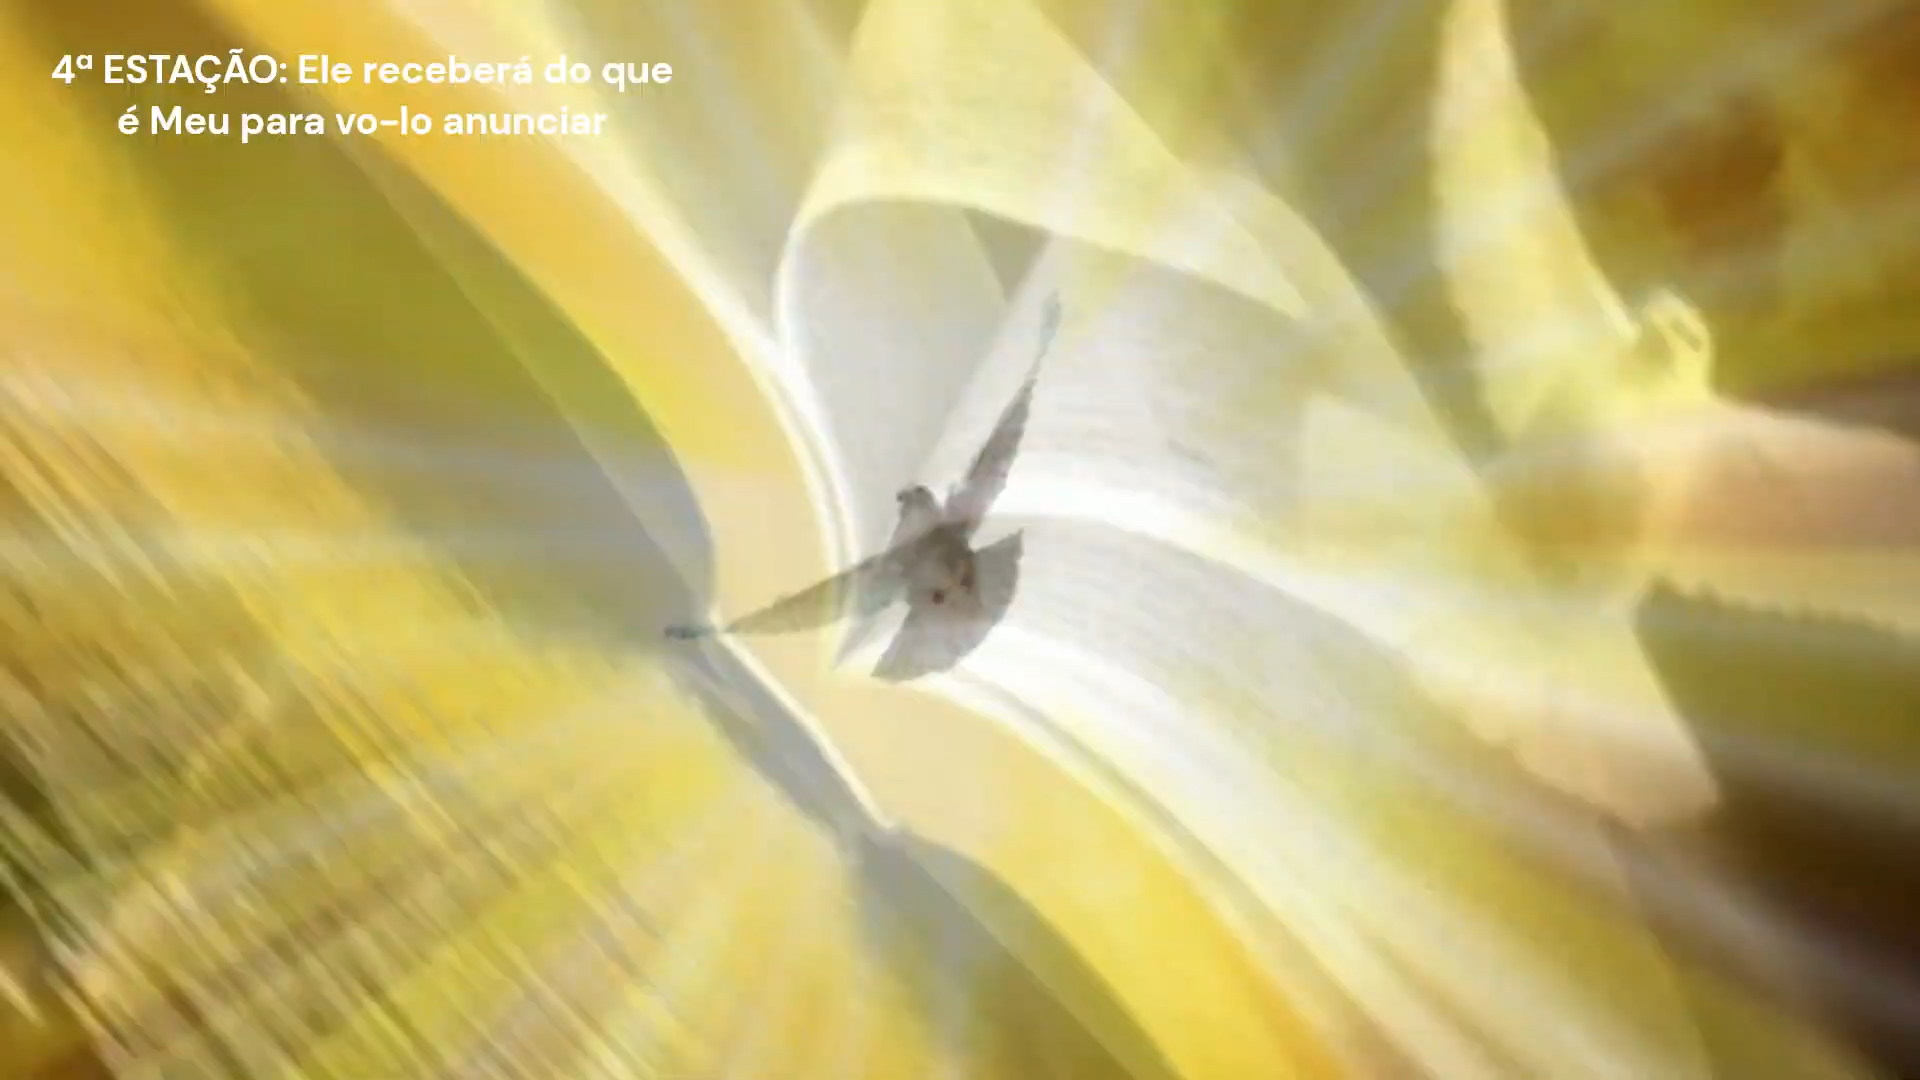 4ª ESTAÇÃO: Ele receberá do que
é Meu para vo-lo anunciar